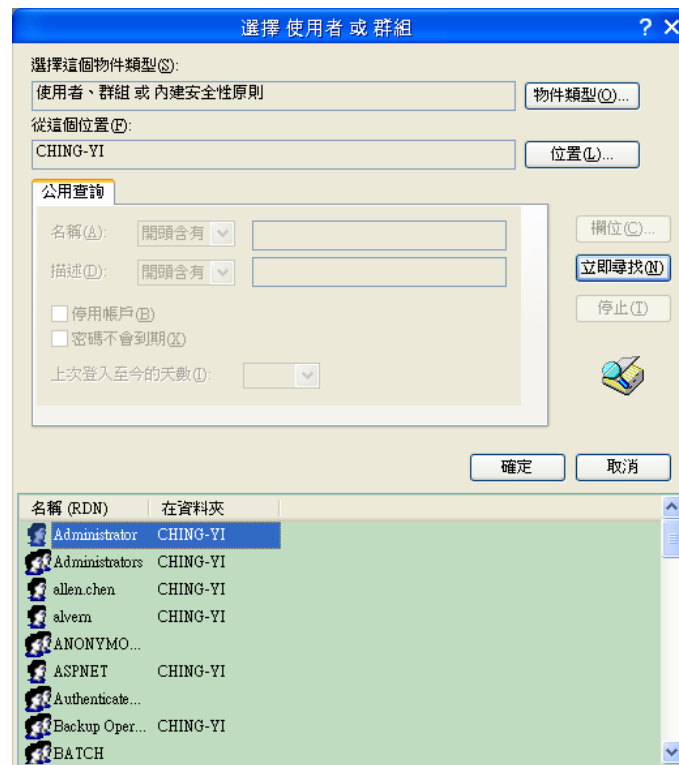 選擇 使用者 或 群組
選擇這個物件類型(S):
使用者、群組 或 內建安全性原則
物件類型(O)...
從這個位置(F):
CHING-YI
位置(L)...
公用查詢
名稱(A): 開頭含有
欄位(C)...
描述(D): 開頭含有
立即尋找(N)
停用帳戶(B)
停止(T)
密碼不會到期(X)
上次登入至今的天數(I):
確定 取消
名稱 (RDN) 在資料夾
Administrator CHING-YI
Administrators CHING-YI
allen.chen CHING-YI
alvern CHING-YI
ANONYMO...
ASPNET CHING-YI
Authenticate...
Backup Oper... CHING-YI
BATCH